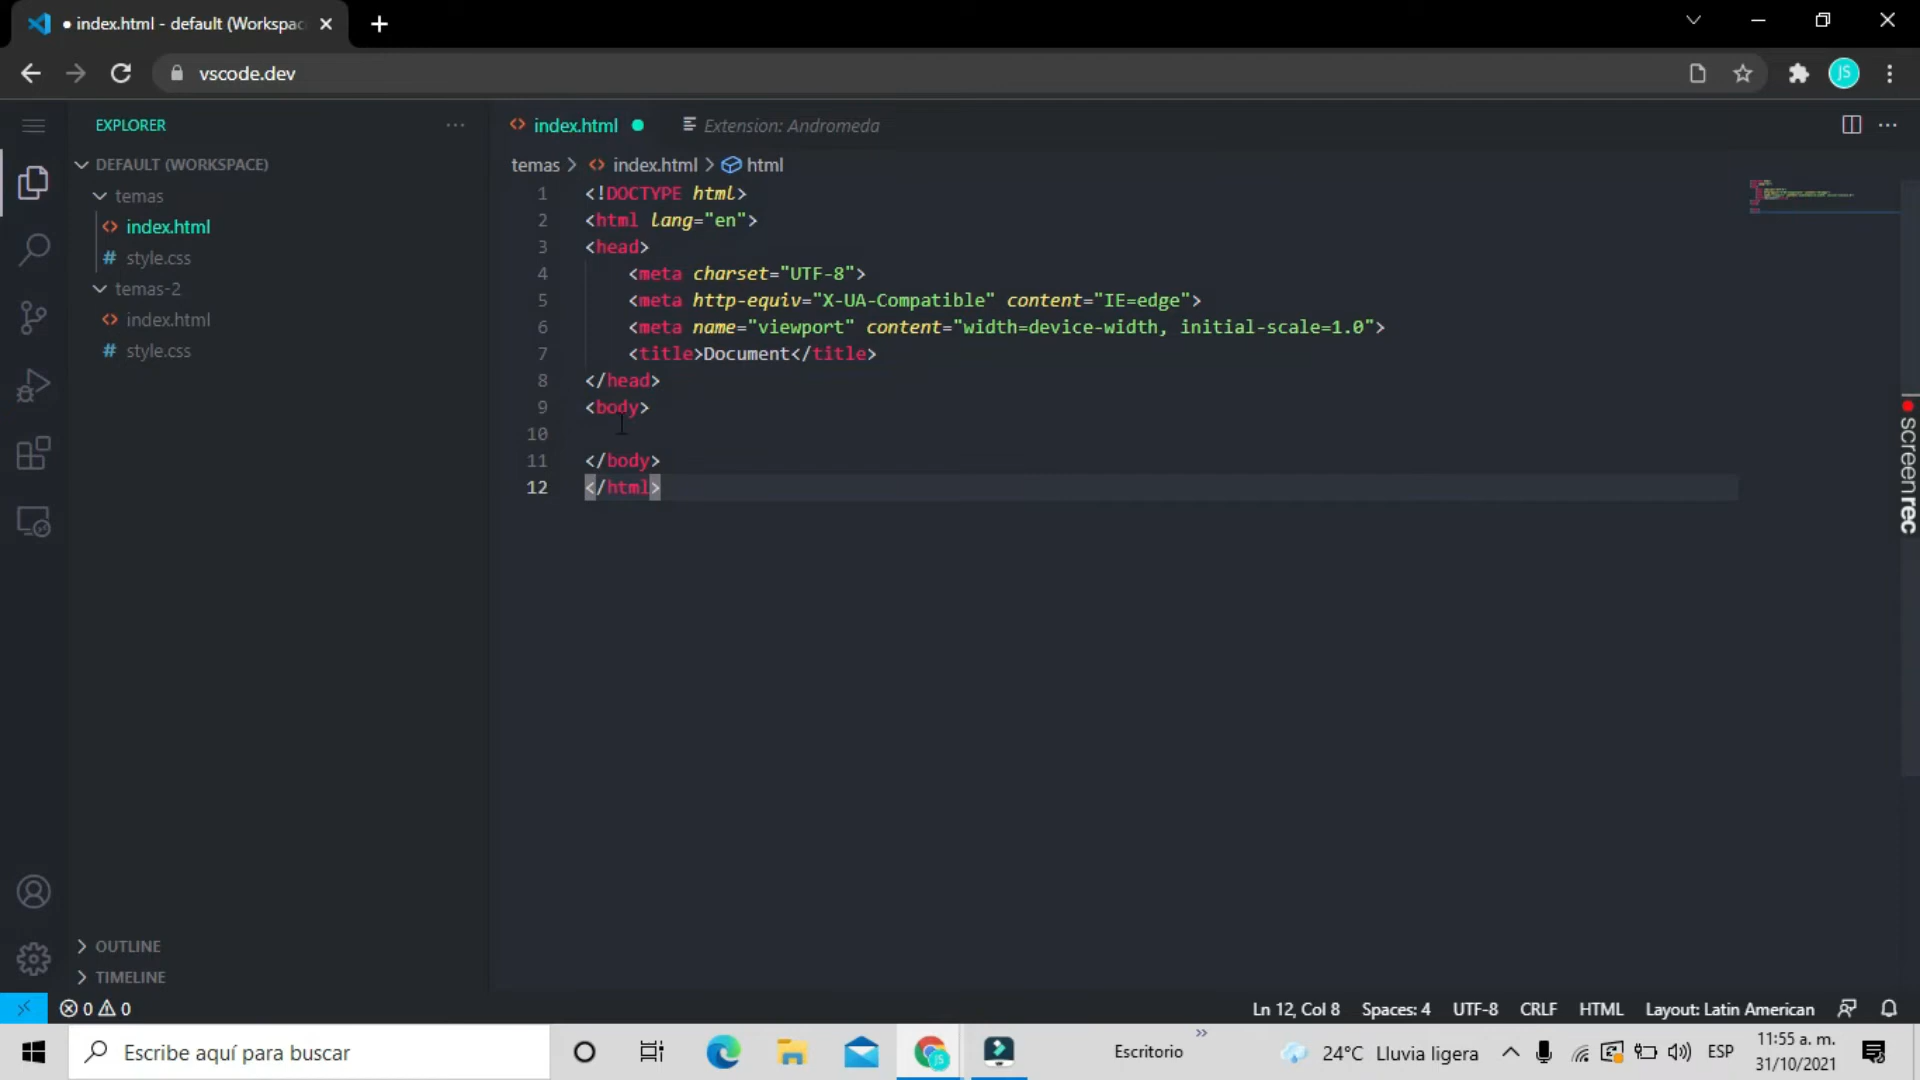 index.html - default (Workspac
vscode.dev
JS
EXPLORER
DEFAULT (WORKSPACE)
temas
index.html
style.css
temas-2
index.html
style.css
OUTLINE
TIMELINE
index.html
Extension: Andromeda
temas > index.html > html
1 <!DOCTYPE html>
2 <html lang="en">
3 <head>
4 <meta charset="UTF-8">
5 <meta http-equiv="X-UA-Compatible" content="IE=edge">
6 <meta name="viewport" content="width=device-width, initial-scale=1.0">
7 <title>Document</title>
8 </head>
9 <body>
10
11 </body>
12 </html>
screenrec
0 0
Ln 12, Col 8 Spaces: 4 UTF-8 CRLF HTML Layout: Latin American
Escribe aquí para buscar
Escritorio
24°C Lluvia ligera
ESP
11:55 a. m.
31/10/2021